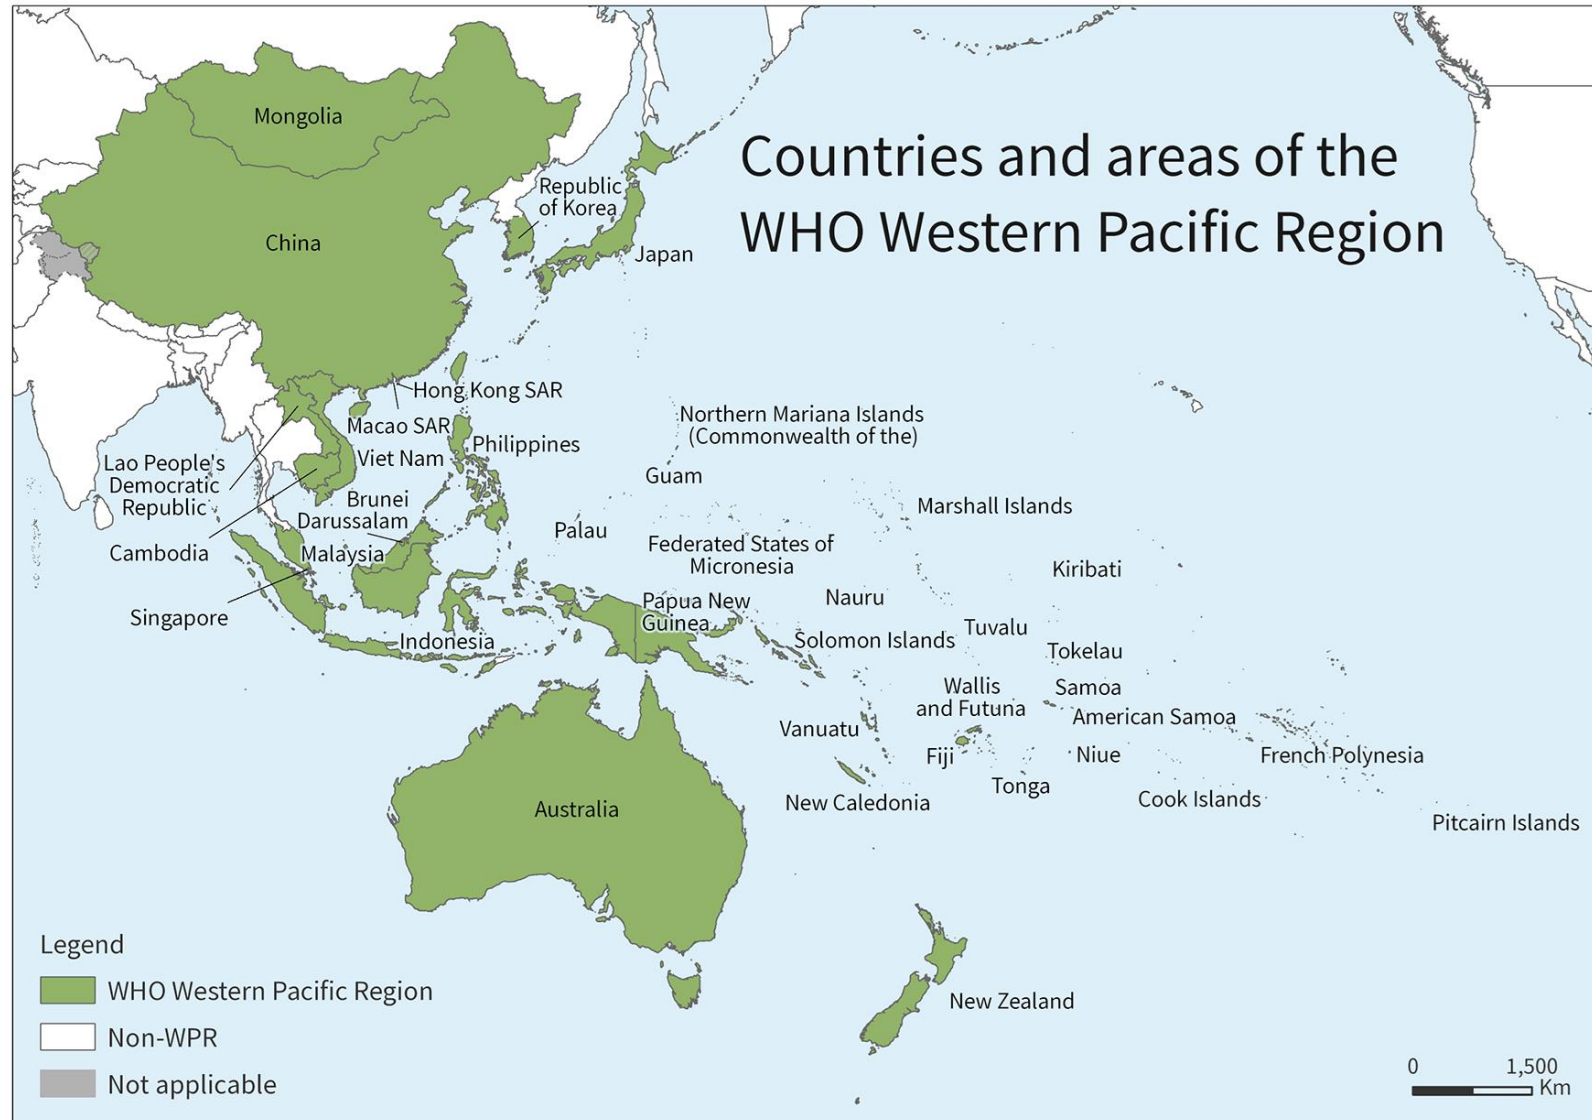 Countries and areas of the
WHO Western Pacific Region
Mongolia
China
Republic
of Korea
Japan
Hong Kong SAR
Macao SAR
Philippines
Viet Nam
Lao People's
Democratic
Republic
Cambodia
Brunei
Darussalam
Malaysia
Singapore
Indonesia
Northern Mariana Islands
(Commonwealth of the)
Guam
Marshall Islands
Palau
Federated States of
Micronesia
Kiribati
Nauru
Papua New
Guinea
Solomon Islands
Tuvalu
Tokelau
Wallis
and Futuna
Samoa
American Samoa
Vanuatu
Fiji
Niue
French Polynesia
Tonga
New Caledonia
Cook Islands
Pitcairn Islands
Australia
New Zealand
Legend
WHO Western Pacific Region
Non-WPR
Not applicable
0 1,500
Km